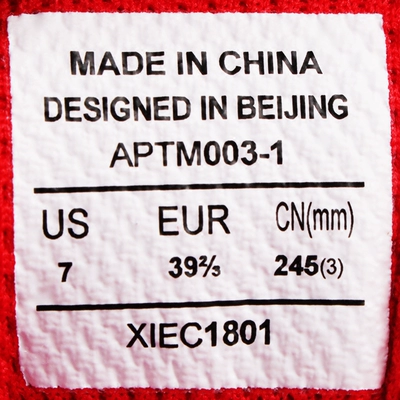 MADE IN CHINA
DESIGNED IN BEIJING
APTM003-1
US EUR CN(mm)
7 39⅔ 245(3)
XIEC1801